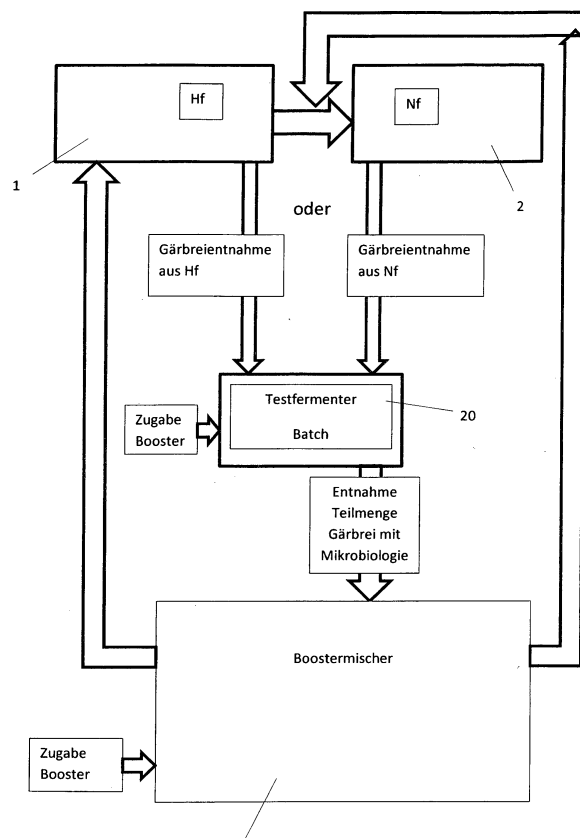 Hf
Nf
1
2
oder
Gärbreientnahme
aus Hf
Gärbreientnahme
aus Nf
Testfermenter
Batch
20
Zugabe
Booster
Entnahme
Teilmenge
Gärbrei mit
Mikrobiologie
Boostermischer
Zugabe
Booster